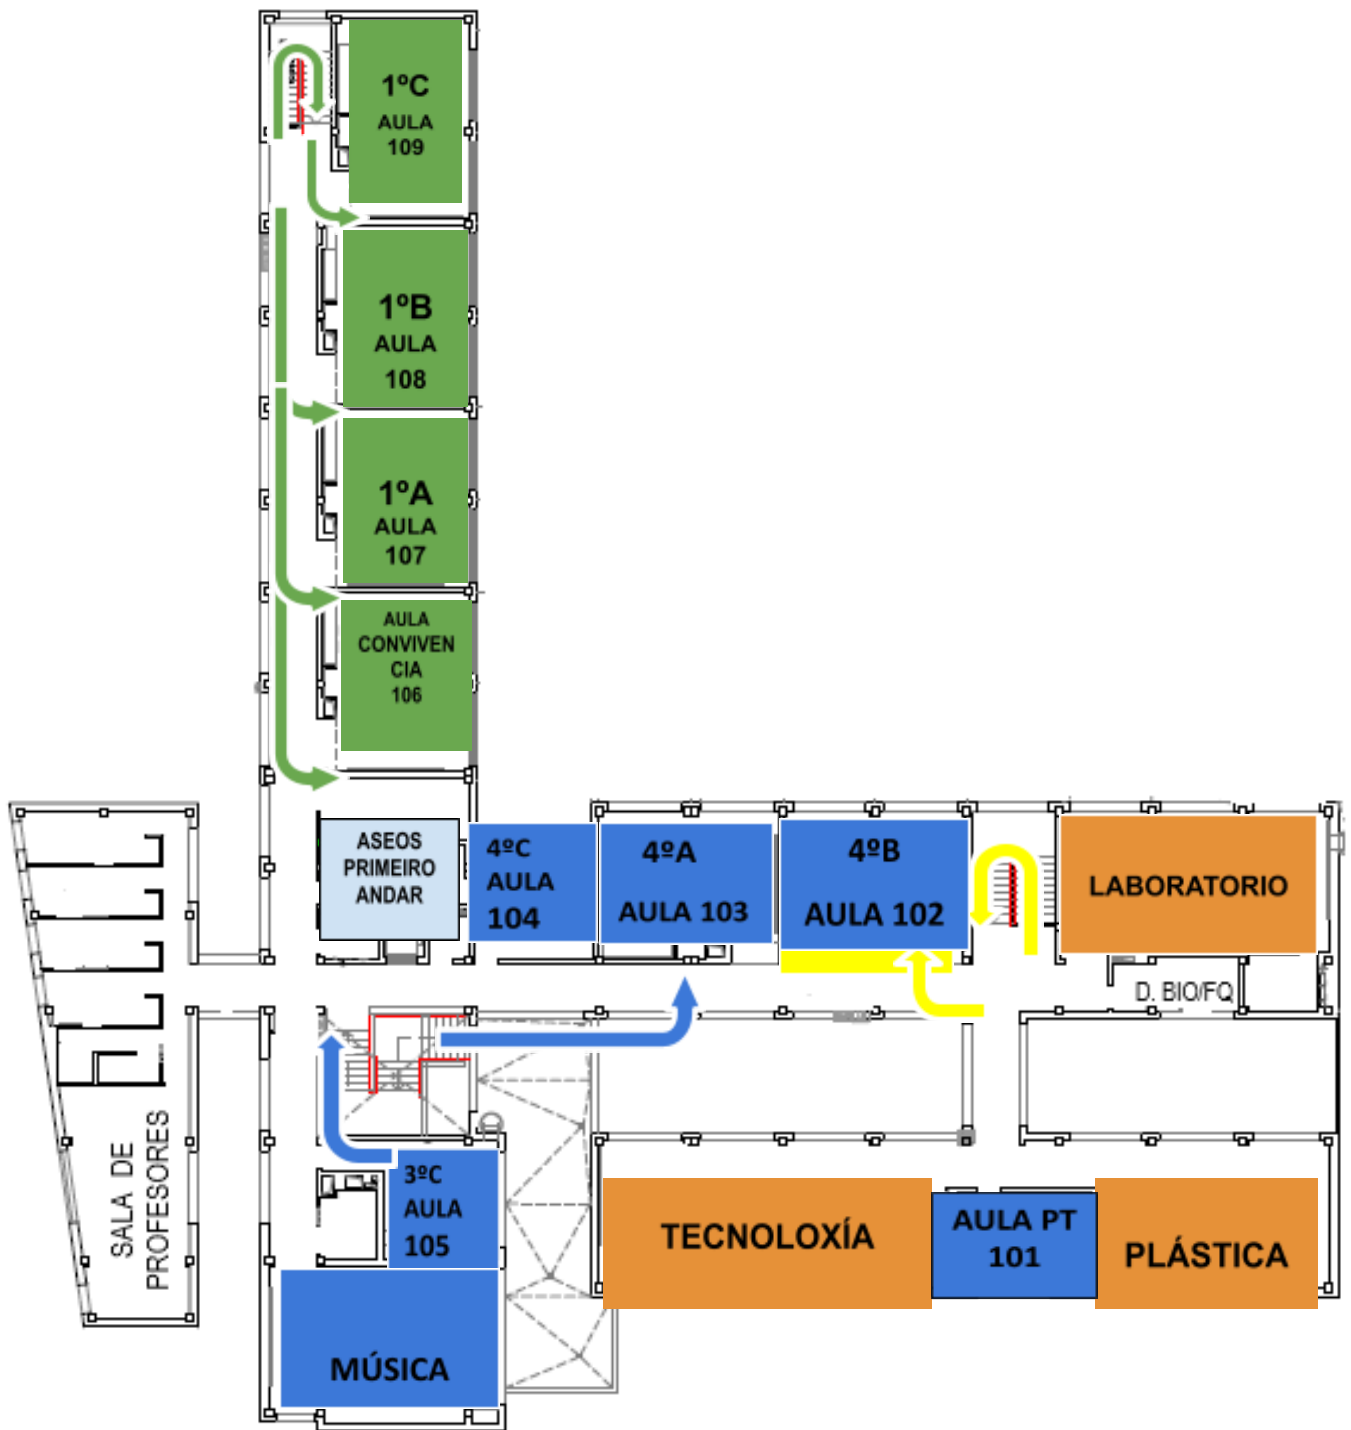 1ºC
AULA
109
1ºB
AULA
108
1ºA
AULA
107
AULA
CONVIVEN
CIA
106
ASEOS
PRIMEIRO
ANDAR
4ºC
AULA
104
4ºA
AULA 103
4ºB
AULA 102
LABORATORIO
D. BIO/FQ
SALA DE
PROFESORES
3ºC
AULA
105
MÚSICA
TECNOLOXÍA
AULA PT
101
PLÁSTICA